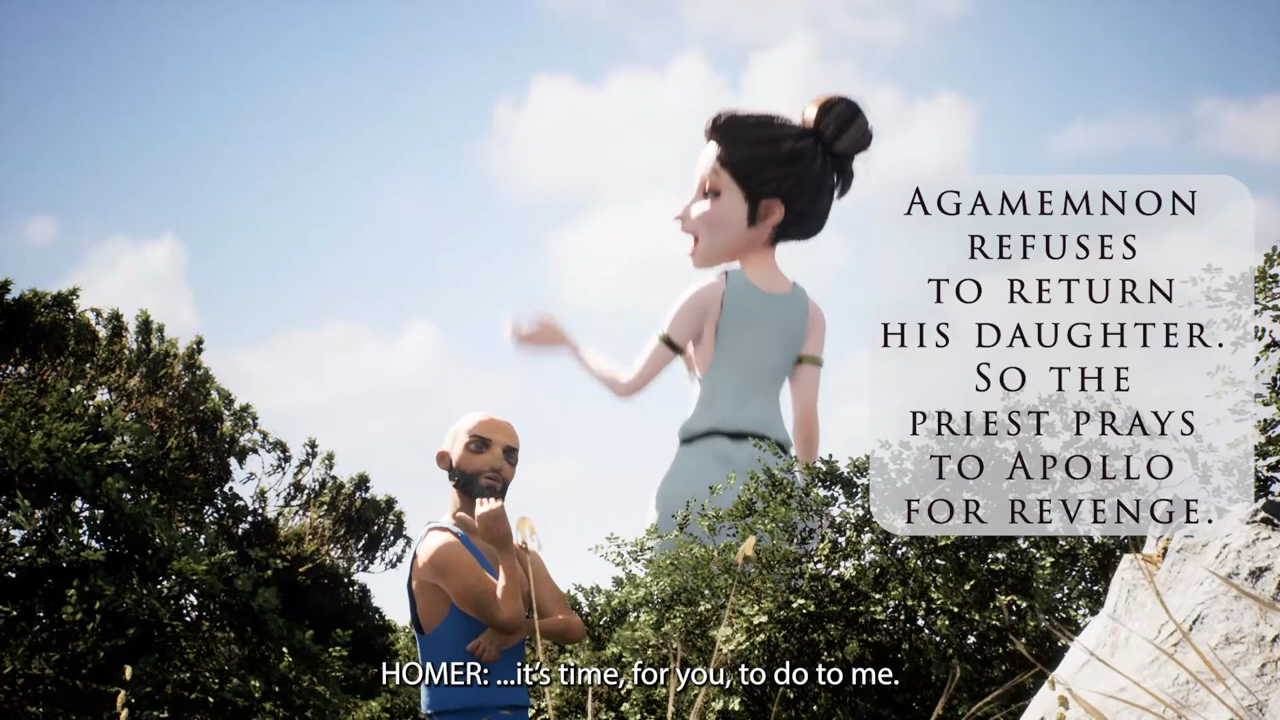 Agamemnon
refuses
to return
his daughter.
So the
priest prays
to Apollo
for revenge.
HOMER: ...it's time, for you, to do to me.